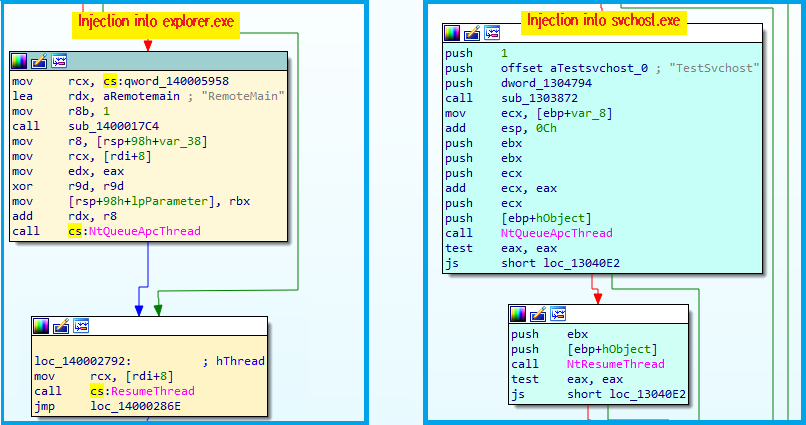 Injection into explorer.exe
mov rcx, cs:qword_140005958
lea rdx, aRemotemain ; "RemoteMain"
mov r8b, 1
call sub_1400017C4
mov r8, [rsp+98h+var_38]
mov rcx, [rdi+8]
mov edx, eax
xor r9d, r9d
mov [rsp+98h+lpParameter], rbx
add rdx, r8
call cs:NtQueueApcThread
loc_140002792: ; hThread
mov rcx, [rdi+8]
call cs:ResumeThread
jmp loc_14000286E
Injection into svchost.exe
push 1
push offset aTestsvchost_0 ; "TestSvchost"
push dword_1304794
call sub_1303872
mov ecx, [ebp+var_8]
add esp, 0Ch
push ebx
push ebx
push ecx
add ecx, eax
push ecx
push [ebp+hObject]
call NtQueueApcThread
test eax, eax
js short loc_13040E2
push ebx
push [ebp+hObject]
call NtResumeThread
test eax, eax
js short loc_13040E2